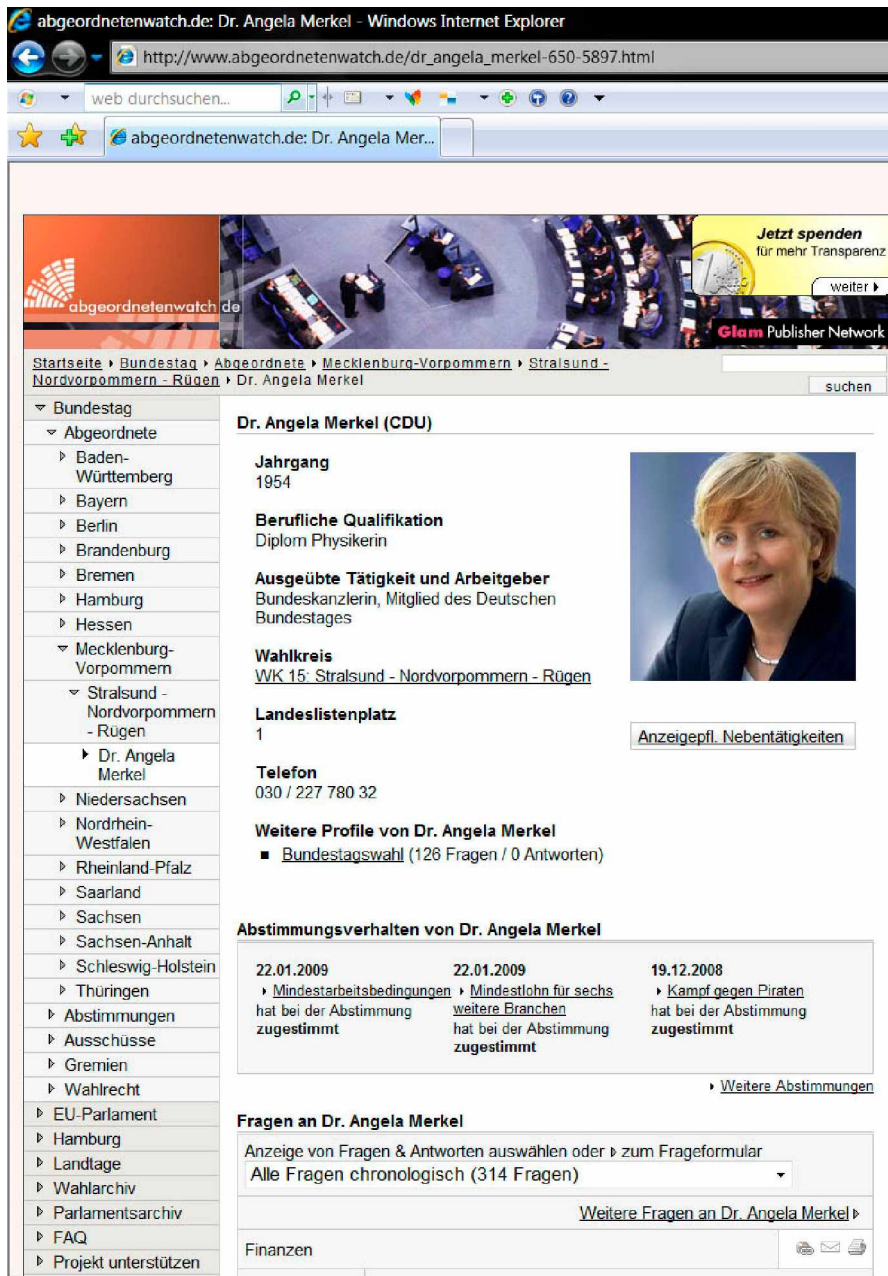 abgeordnetenwatch.de: Dr. Angela Merkel - Windows Internet Explorer
http://www.abgeordnetenwatch.de/dr_angela_merkel-650-5897.html
web durchsuchen...
abgeordnetenwatch.de: Dr. Angela Mer...
Jetzt spenden
für mehr Transparenz
weiter
abgeordnetenwatch de
Glam Publisher Network
Startseite Bundestag Abgeordnete Mecklenburg-Vorpommern Stralsund -
Nordvorpommern - Rügen Dr. Angela Merkel
suchen
Bundestag
Abgeordnete
Baden-
Württemberg
Bayern
Berlin
Brandenburg
Bremen
Hamburg
Hessen
Mecklenburg-
Vorpommern
Stralsund -
Nordvorpommern
- Rügen
Dr. Angela
Merkel
Niedersachsen
Nordrhein-
Westfalen
Rheinland-Pfalz
Saarland
Sachsen
Sachsen-Anhalt
Schleswig-Holstein
Thüringen
Abstimmungen
Ausschüsse
Gremien
Wahlrecht
EU-Parlament
Hamburg
Landtage
Wahlarchiv
Parlamentsarchiv
FAQ
Projekt unterstützen
Dr. Angela Merkel (CDU)
Jahrgang
1954
Berufliche Qualifikation
Diplom Physikerin
Ausgeübte Tätigkeit und Arbeitgeber
Bundeskanzlerin, Mitglied des Deutschen
Bundestages
Wahlkreis
WK 15: Stralsund - Nordvorpommern - Rügen
Landeslistenplatz
1
Anzeigepfl. Nebentätigkeiten
Telefon
030 / 227 780 32
Weitere Profile von Dr. Angela Merkel
Bundestagswahl (126 Fragen / 0 Antworten)
Abstimmungsverhalten von Dr. Angela Merkel
22.01.2009
Mindestarbeitsbedingungen
hat bei der Abstimmung
zugestimmt
22.01.2009
Mindestlohn für sechs
weitere Branchen
hat bei der Abstimmung
zugestimmt
19.12.2008
Kampf gegen Piraten
hat bei der Abstimmung
zugestimmt
Weitere Abstimmungen
Fragen an Dr. Angela Merkel
Anzeige von Fragen & Antworten auswählen oder zum Frageformular
Alle Fragen chronologisch (314 Fragen)
Weitere Fragen an Dr. Angela Merkel
Finanzen